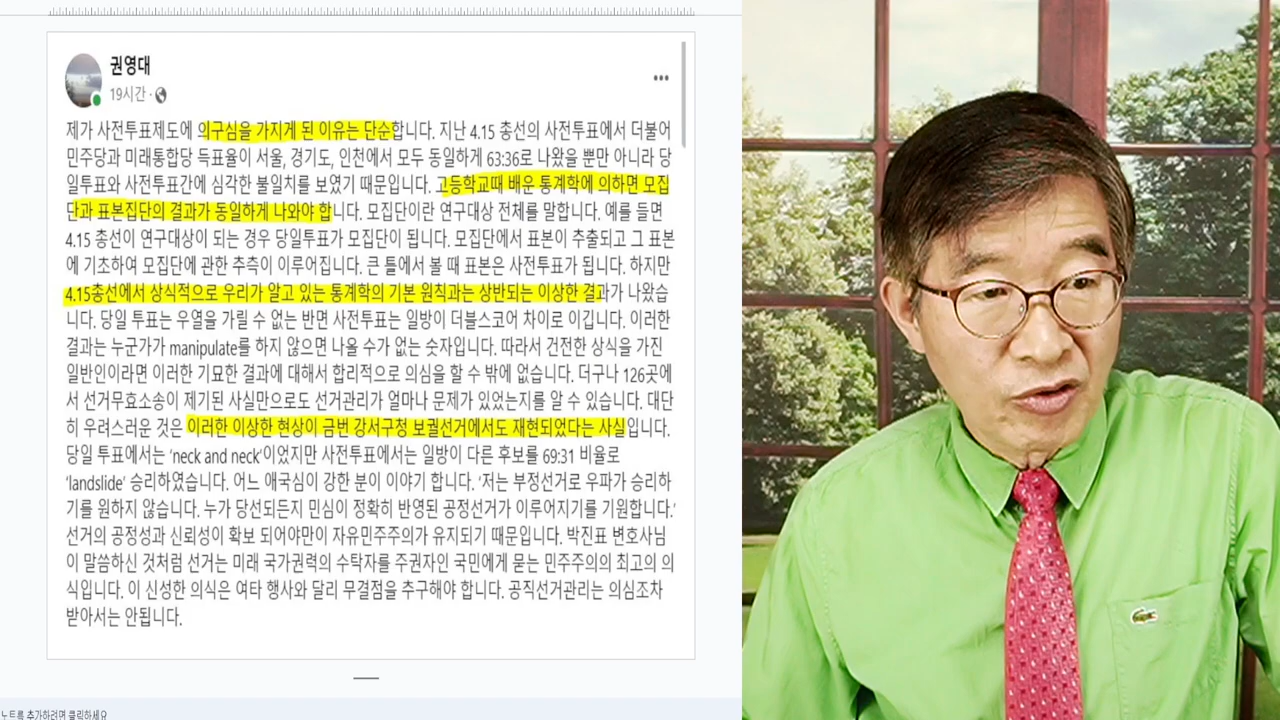 권영대
19시간 ·
제가 사전투표제도에 의구심을 가지게 된 이유는 단순합니다. 지난 4.15 총선의 사전투표에서 더불어
민주당과 미래통합당 득표율이 서울, 경기도, 인천에서 모두 동일하게 63:36로 나왔을 뿐만 아니라 당
일투표와 사전투표간에 심각한 불일치를 보였기 때문입니다. 고등학교때 배운 통계학에 의하면 모집
단과 표본집단의 결과가 동일하게 나와야 합니다. 모집단이란 연구대상 전체를 말합니다. 예를 들면
4.15 총선이 연구대상이 되는 경우 당일투표가 모집단이 됩니다. 모집단에서 표본이 추출되고 그 표본
에 기초하여 모집단에 관한 추측이 이루어집니다. 큰 틀에서 볼 때 표본은 사전투표가 됩니다. 하지만
4.15총선에서 상식적으로 우리가 알고 있는 통계학의 기본 원칙과는 상반되는 이상한 결과가 나왔습
니다. 당일 투표는 우열을 가릴 수 없는 반면 사전투표는 일방이 더블스코어 차이로 이깁니다. 이러한
결과는 누군가가 manipulate를 하지 않으면 나올 수가 없는 숫자입니다. 따라서 건전한 상식을 가진
일반인이라면 이러한 기묘한 결과에 대해서 합리적으로 의심을 할 수 밖에 없습니다. 더구나 126곳에
서 선거무효소송이 제기된 사실만으로도 선거관리가 얼마나 문제가 있었는지를 알 수 있습니다. 대단
히 우려스러운 것은 이러한 이상한 현상이 금번 강서구청 보궐선거에서도 재현되었다는 사실입니다.
당일 투표에서는 'neck and neck'이었지만 사전투표에서는 일방이 다른 후보를 69:31 비율로
'landslide' 승리하였습니다. 어느 애국심이 강한 분이 이야기 합니다. '저는 부정선거로 우파가 승리하
기를 원하지 않습니다. 누가 당선되든지 민심이 정확히 반영된 공정선거가 이루어지기를 기원합니다.'
선거의 공정성과 신뢰성이 확보 되어야만이 자유민주주의가 유지되기 때문입니다. 박진표 변호사님
이 말씀하신 것처럼 선거는 미래 국가권력의 수탁자를 주권자인 국민에게 묻는 민주주의의 최고의 의
식입니다. 이 신성한 의식은 여타 행사와 달리 무결점을 추구해야 합니다. 공직선거관리는 의심조차
받아서는 안됩니다.
노트를 추가하려면 클릭하세요